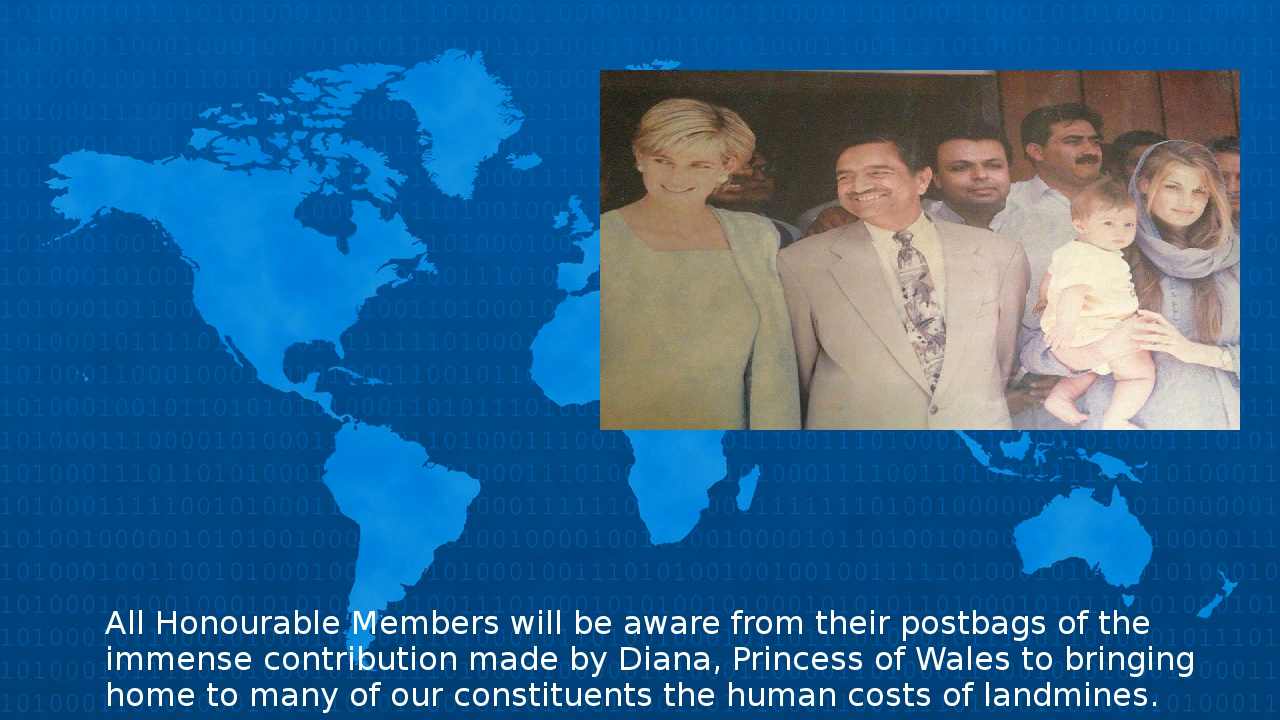 All Honourable Members will be aware from their postbags of the
immense contribution made by Diana, Princess of Wales to bringing
home to many of our constituents the human costs of landmines.